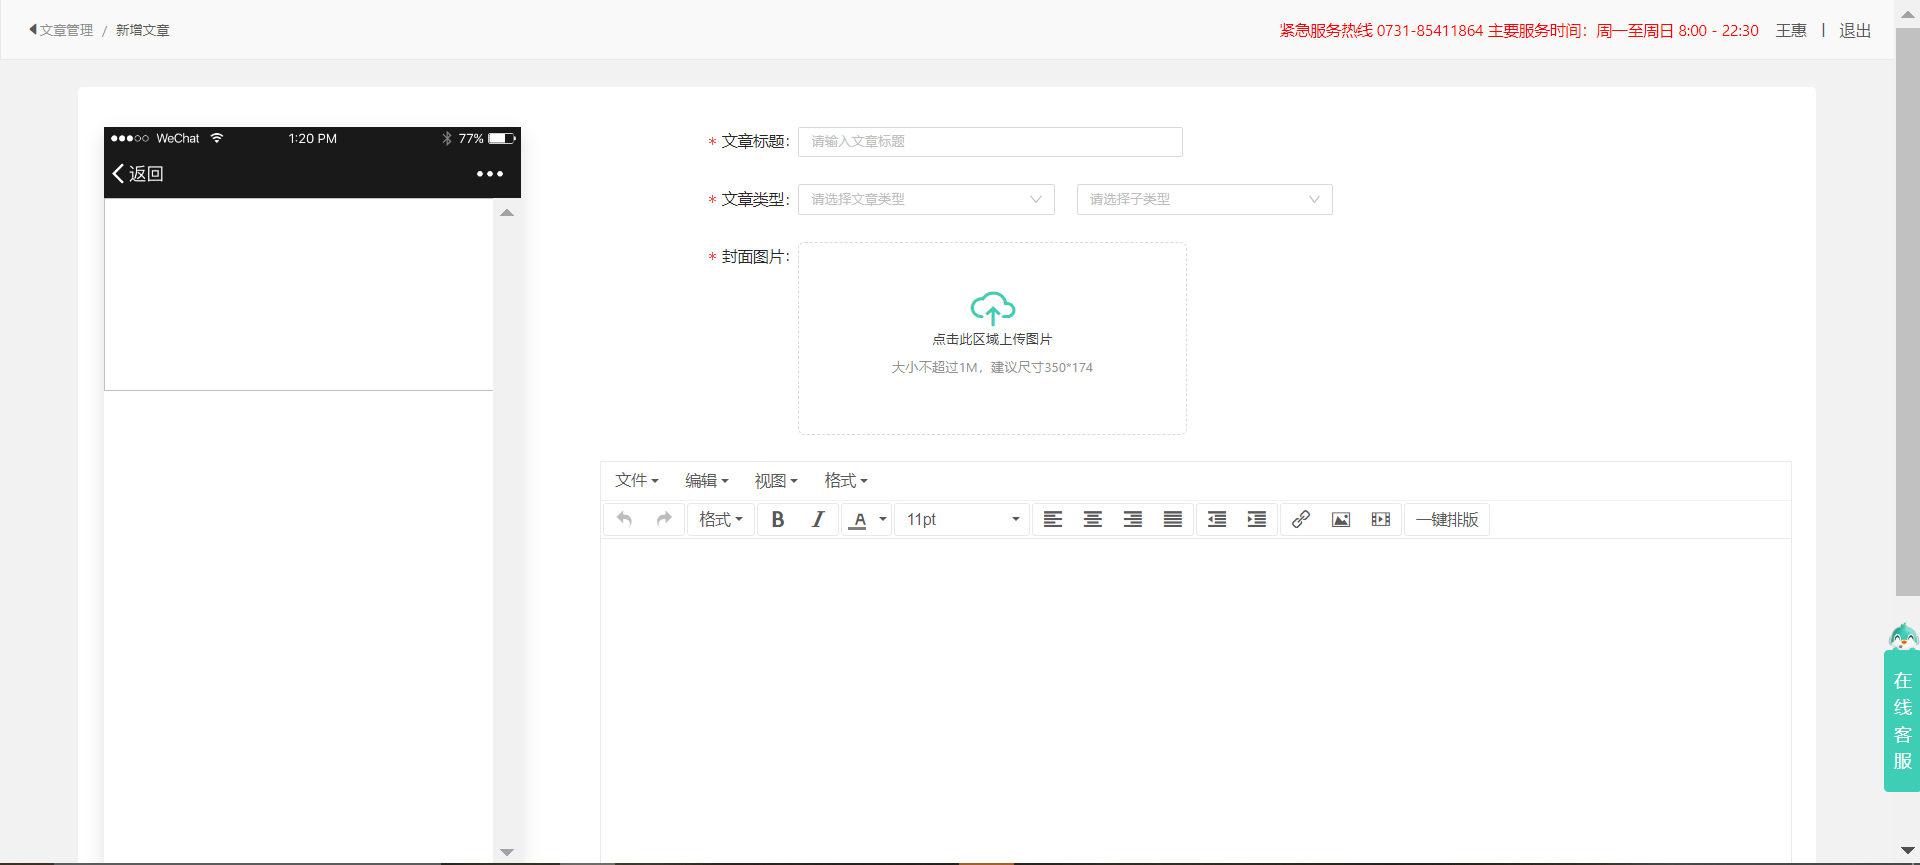 文章管理 / 新增文章
紧急服务热线 0731-85411864 主要服务时间：周一至周日 8:00 - 22:30 王惠 | 退出
WeChat 1:20 PM 77%
返回
* 文章标题: 请输入文章标题
* 文章类型: 请选择文章类型 请选择子类型
* 封面图片:
点击此区域上传图片
大小不超过1M，建议尺寸350*174
文件 编辑 视图 格式
格式 B I A 11pt 一键排版
在
线
客
服